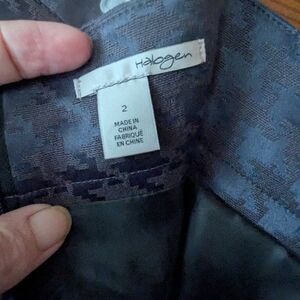 Halogen
2
MADE IN
CHINA
FABRIQUÉ
EN CHINE